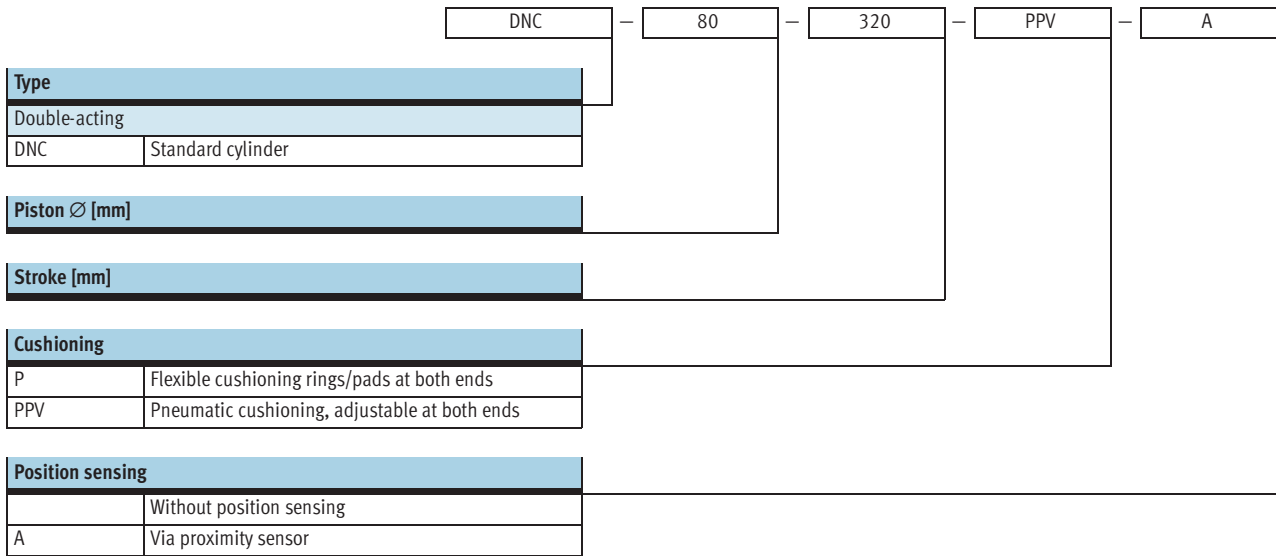 DNC – 80 – 320 – PPV – A
Type
Double-acting
DNC Standard cylinder
Piston ∅ [mm]
Stroke [mm]
Cushioning
P Flexible cushioning rings/pads at both ends
PPV Pneumatic cushioning, adjustable at both ends
Position sensing
Without position sensing
A Via proximity sensor